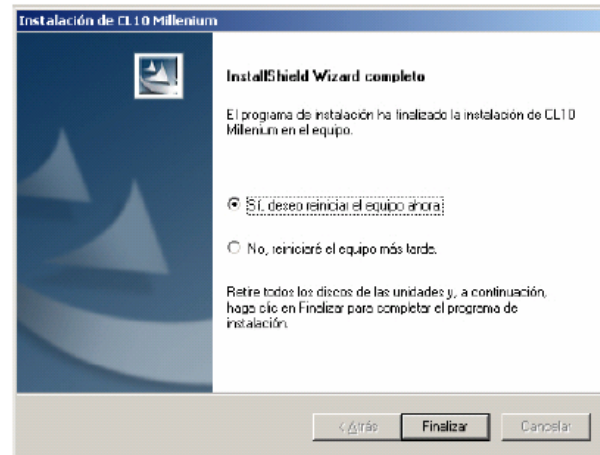 Instalación de CL10 Millenium
InstallShield Wizard completo
El programa de instalación ha finalizado la instalación de CL10
Millenium en el equipo.
Sí, deseo reiniciar el equipo ahora.
No, reiniciaré el equipo más tarde.
Retire todos los discos de las unidades y, a continuación,
haga clic en Finalizar para completar el programa de
instalación.
< Atrás
Finalizar
Cancelar